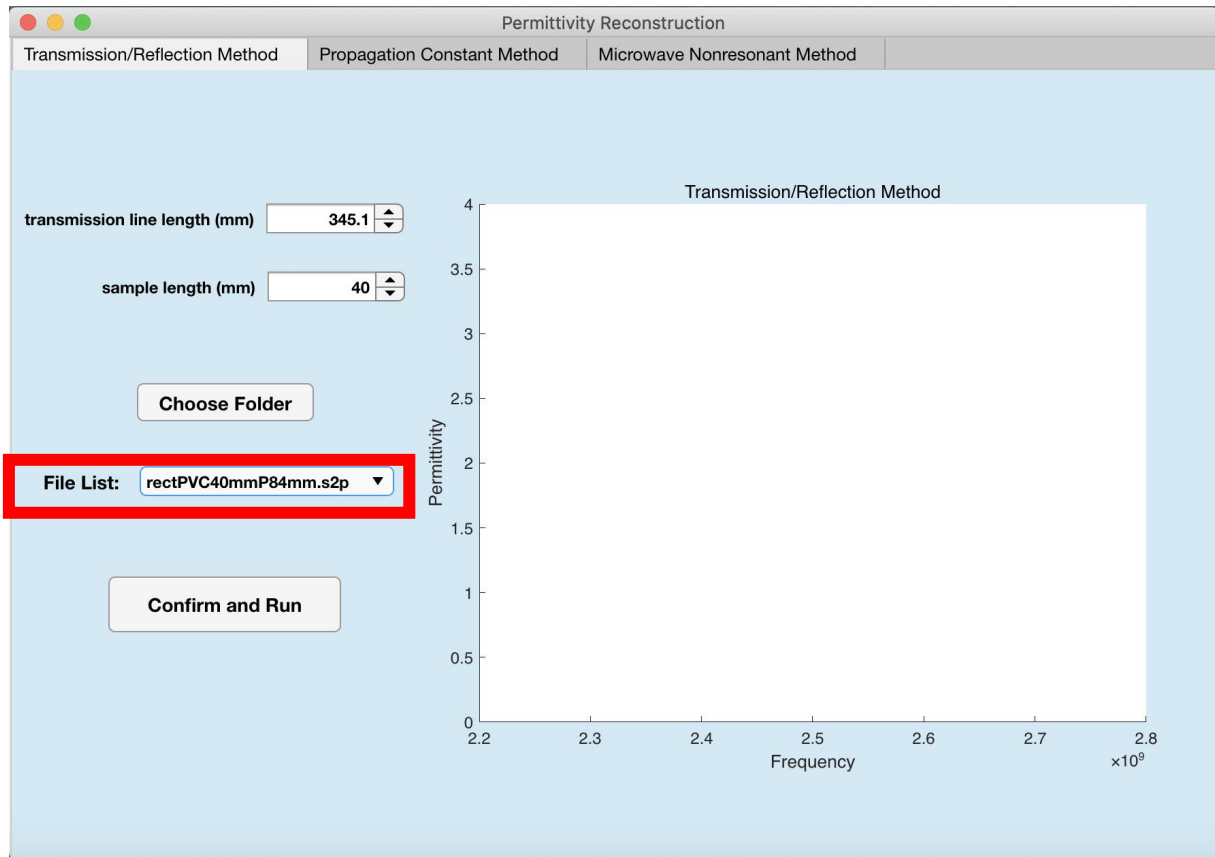 Permittivity Reconstruction
Transmission/Reflection Method
Propagation Constant Method
Microwave Nonresonant Method
transmission line length (mm)
345.1
sample length (mm)
40
Choose Folder
File List:
rectPVC40mmP84mm.s2p
Confirm and Run
Transmission/Reflection Method
4
3.5
3
2.5
2
1.5
1
0.5
0
Permittivity
2.2 2.3 2.4 2.5 2.6 2.7 2.8
Frequency
×10⁹